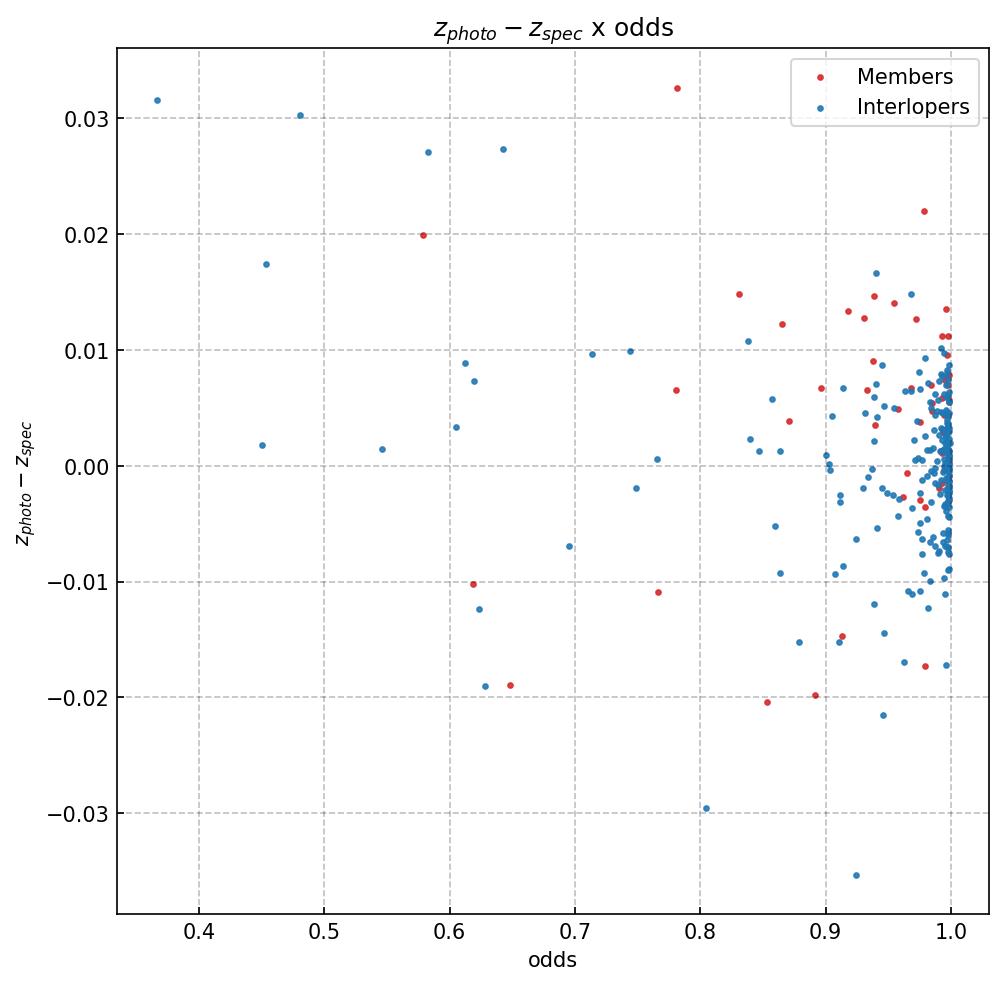 z_photo − z_spec x odds
Members
Interlopers
z_photo − z_spec
0.03
0.02
0.01
0.00
−0.01
−0.02
−0.03
0.4 0.5 0.6 0.7 0.8 0.9 1.0
odds